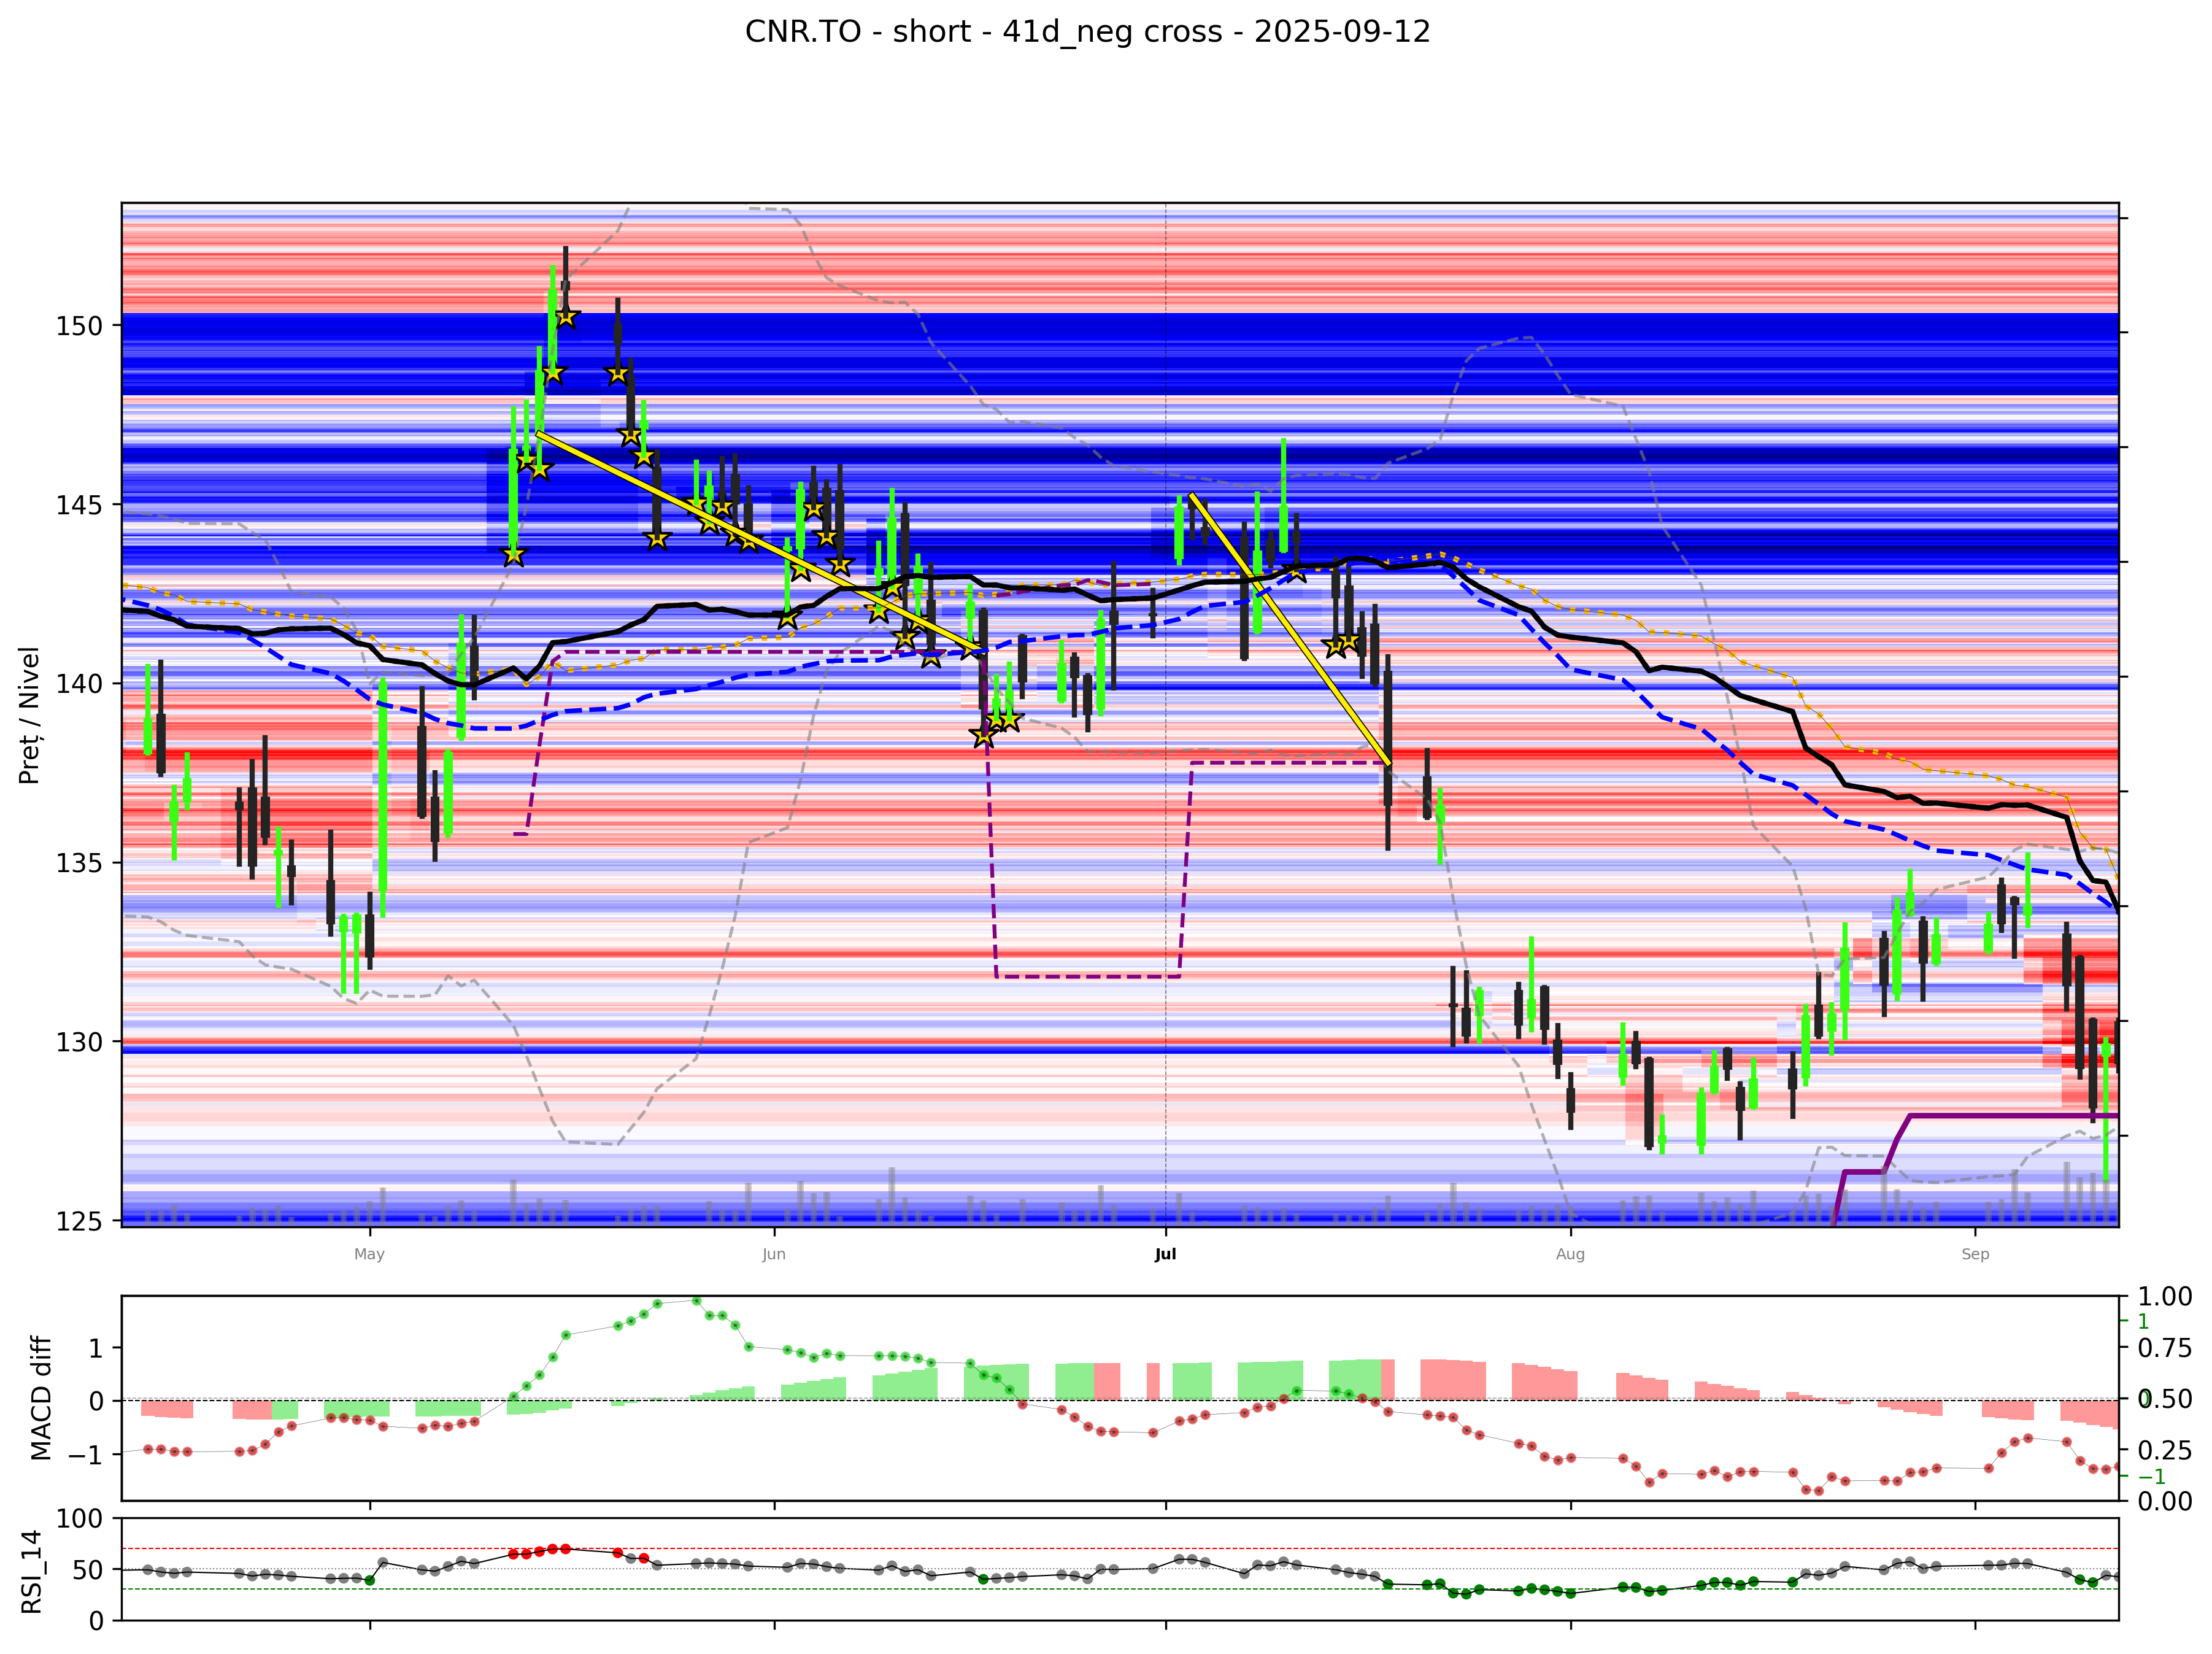 CNR.TO - short - 41d_neg cross - 2025-09-12
Preț / Nivel
150
145
140
135
130
125
May
Jun
Jul
Aug
Sep
MACD diff
1
0
−1
1.00
0.75
0.50
0.25
0.00
1
−1
RSI_14
100
50
0